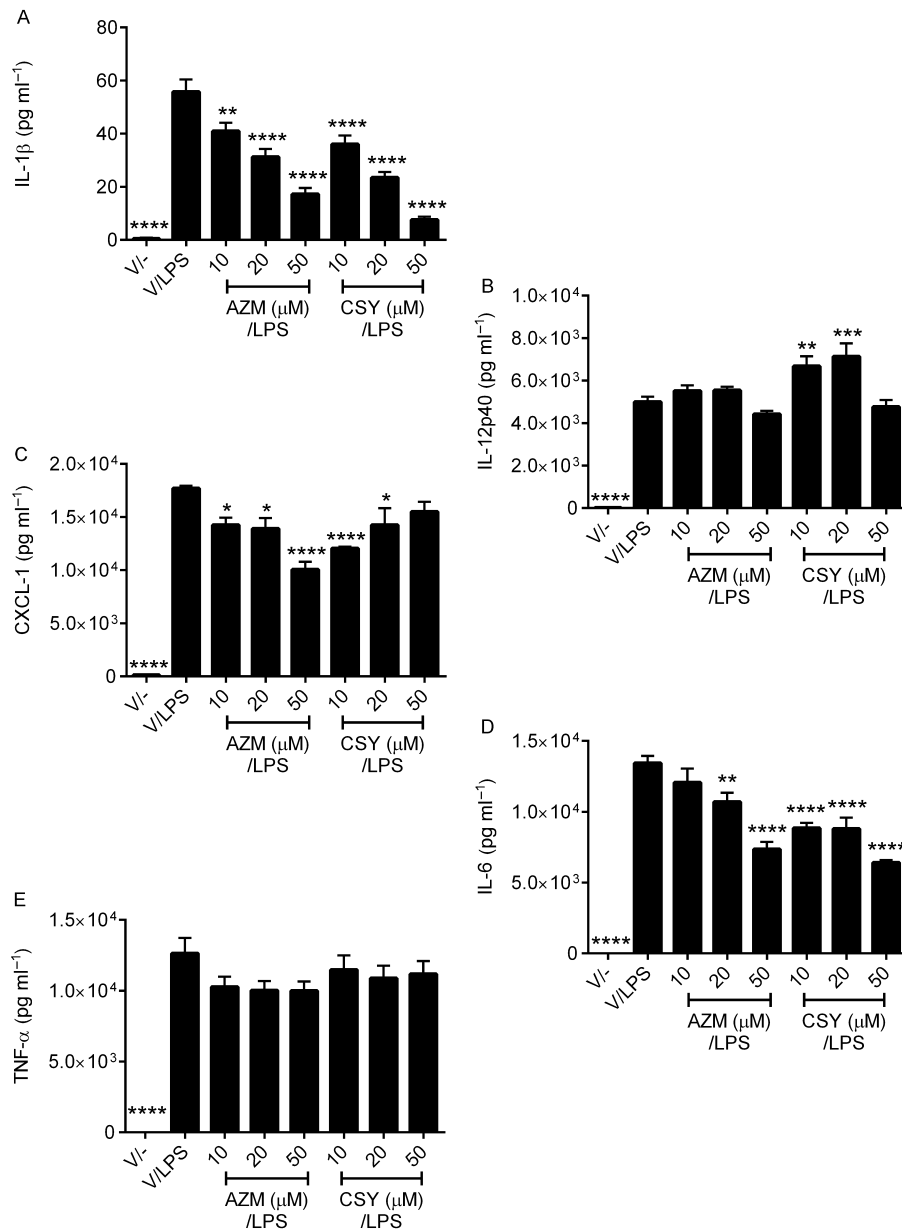 A
IL-1β (pg ml⁻¹)
80
60
40
20
0
**** ** **** **** **** **** ****
V/- V/LPS 10 20 50 10 20 50
AZM (μM) CSY (μM)
/LPS /LPS
B
IL-12p40 (pg ml⁻¹)
1.0×10⁴
8.0×10³
6.0×10³
4.0×10³
2.0×10³
0
**** ** ***
V/- V/LPS 10 20 50 10 20 50
AZM (μM) CSY (μM)
/LPS /LPS
C
CXCL-1 (pg ml⁻¹)
2.0×10⁴
1.5×10⁴
1.0×10⁴
5.0×10³
0
**** * * **** **** *
V/- V/LPS 10 20 50 10 20 50
AZM (μM) CSY (μM)
/LPS /LPS
D
IL-6 (pg ml⁻¹)
1.5×10⁴
1.0×10⁴
5.0×10³
0
**** ** **** **** **** ****
V/- V/LPS 10 20 50 10 20 50
AZM (μM) CSY (μM)
/LPS /LPS
E
TNF-α (pg ml⁻¹)
1.5×10⁴
1.0×10⁴
5.0×10³
0
****
V/- V/LPS 10 20 50 10 20 50
AZM (μM) CSY (μM)
/LPS /LPS